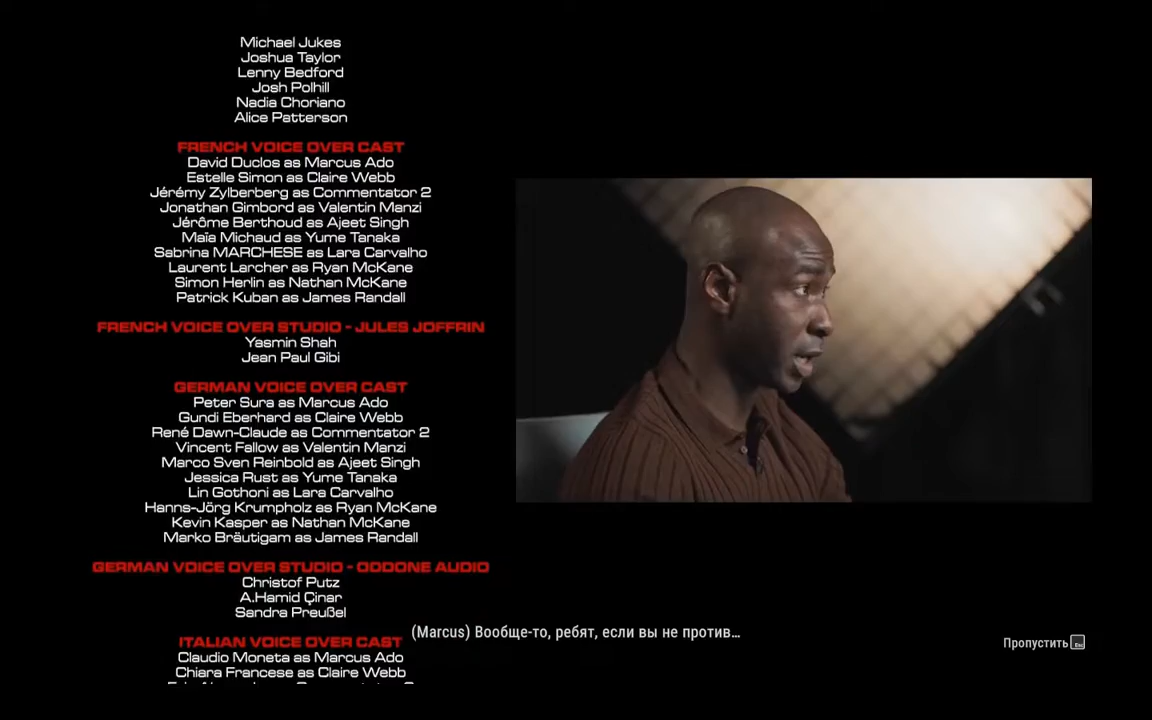 Michael Jukes
Joshua Taylor
Lenny Bedford
Josh Polhill
Nadia Choriano
Alice Patterson
FRENCH VOICE OVER CAST
David Duclos as Marcus Ado
Estelle Simon as Claire Webb
Jérémy Zylberberg as Commentator 2
Jonathan Gimbord as Valentin Manzi
Jérôme Berthoud as Ajeet Singh
Maïa Michaud as Yume Tanaka
Sabrina MARCHESE as Lara Carvalho
Laurent Larcher as Ryan McKane
Simon Herlin as Nathan McKane
Patrick Kuban as James Randall
FRENCH VOICE OVER STUDIO - JULES JOFFRIN
Yasmin Shah
Jean Paul Gibi
GERMAN VOICE OVER CAST
Peter Sura as Marcus Ado
Gundi Eberhard as Claire Webb
René Dawn-Claude as Commentator 2
Vincent Fallow as Valentin Manzi
Marco Sven Reinbold as Ajeet Singh
Jessica Rust as Yume Tanaka
Lin Gothoni as Lara Carvalho
Hanns-Jörg Krumpholz as Ryan McKane
Kevin Kasper as Nathan McKane
Marko Bräutigam as James Randall
GERMAN VOICE OVER STUDIO - ODDONE AUDIO
Christof Putz
A.Hamid Çinar
Sandra Preußel
ITALIAN VOICE OVER CAST
Claudio Moneta as Marcus Ado
Chiara Francese as Claire Webb
(Marcus) Вообще-то, ребят, если вы не против…
Пропустить Esc